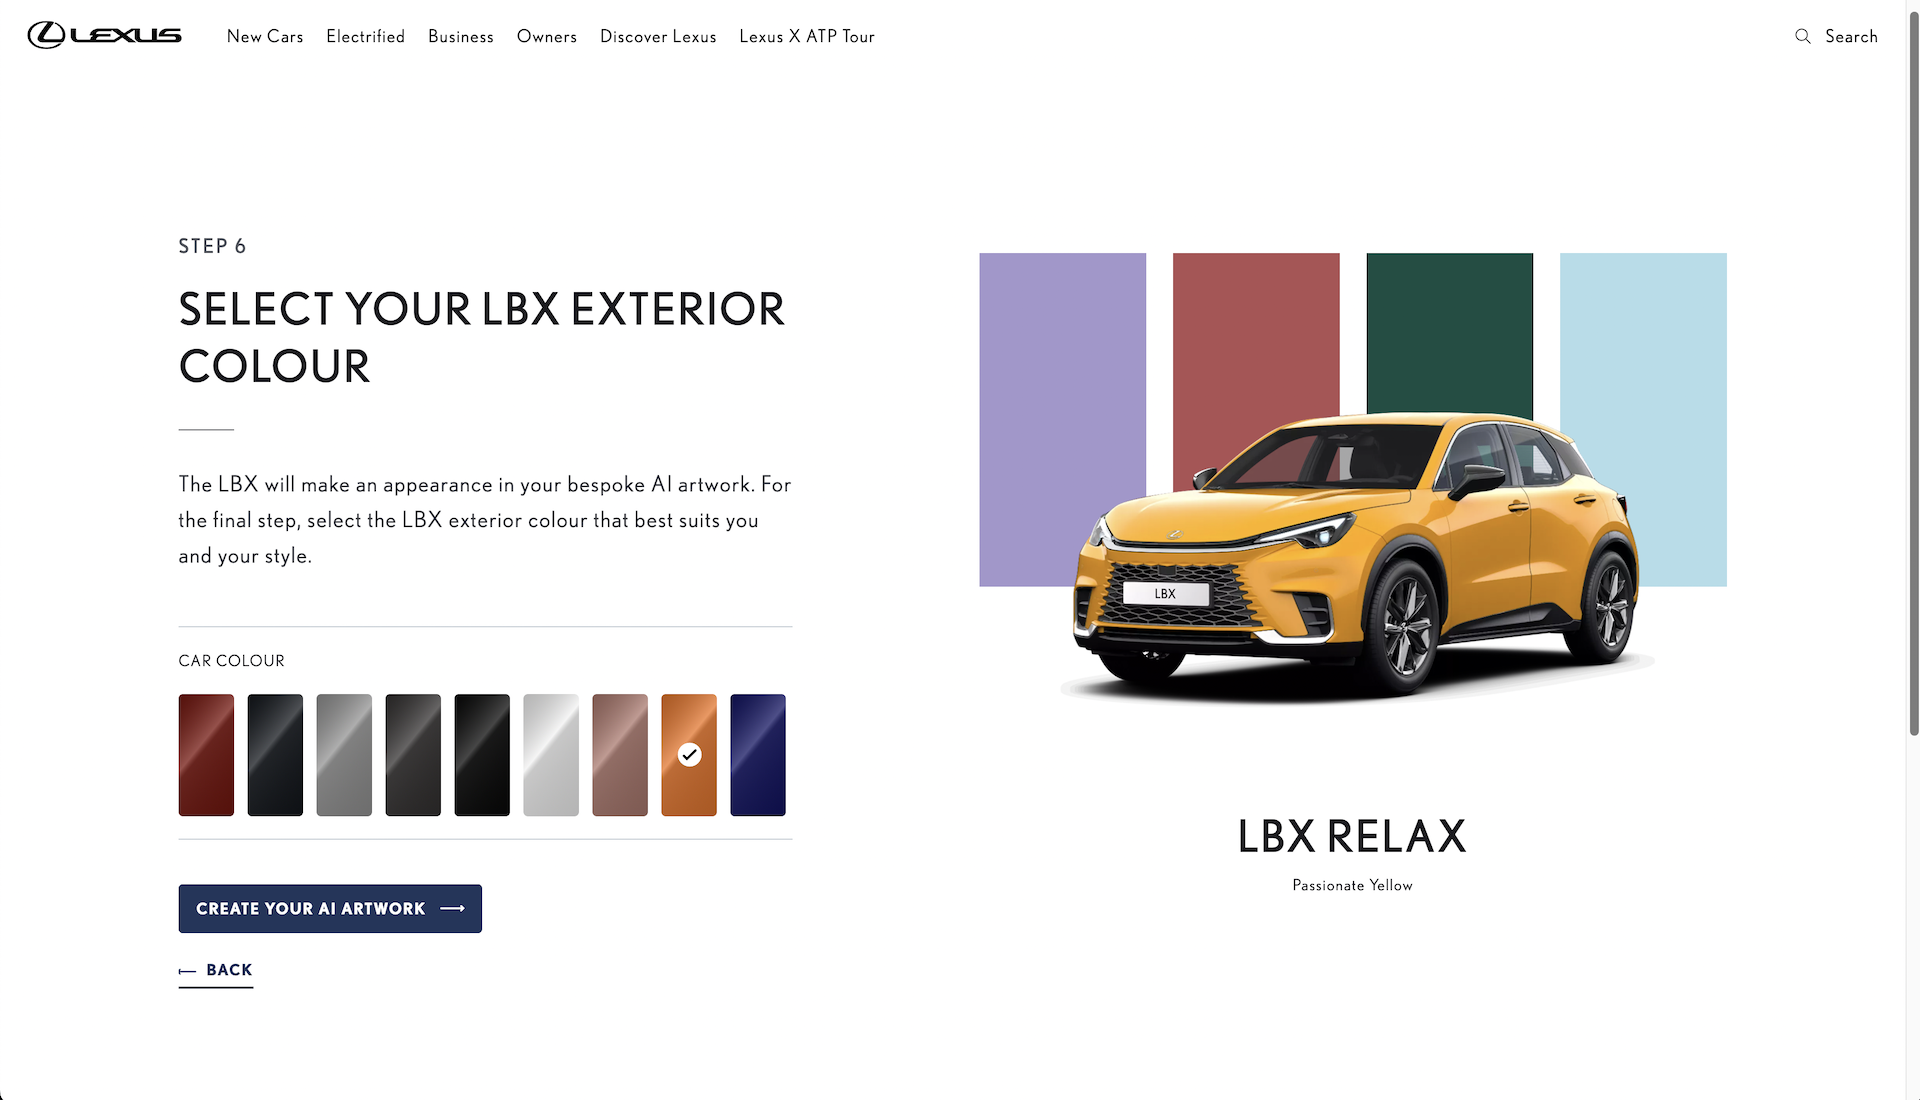 LEXUS
New Cars
Electrified
Business
Owners
Discover Lexus
Lexus X ATP Tour
Search
STEP 6
SELECT YOUR LBX EXTERIOR
COLOUR
The LBX will make an appearance in your bespoke AI artwork. For
the final step, select the LBX exterior colour that best suits you
and your style.
CAR COLOUR
CREATE YOUR AI ARTWORK
BACK
LBX
LBX RELAX
Passionate Yellow